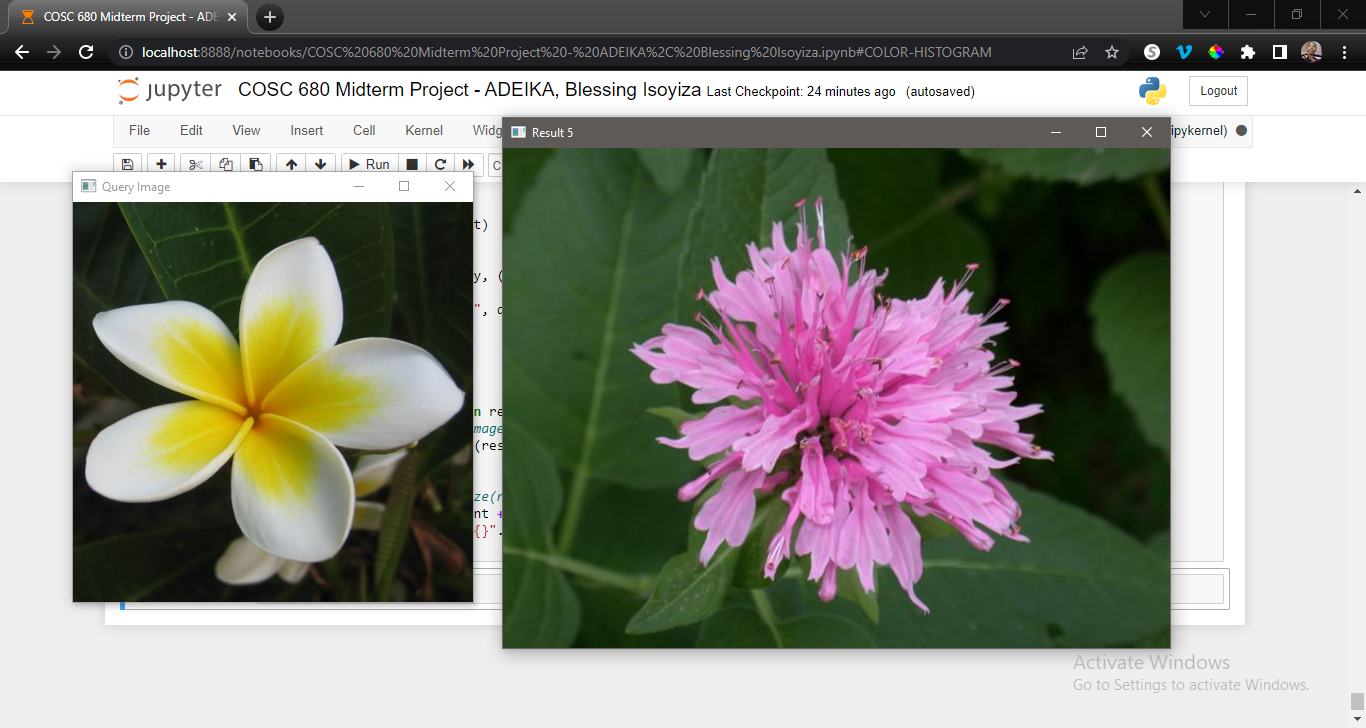 COSC 680 Midterm Project - ADE
localhost:8888/notebooks/COSC%20680%20Midterm%20Project%20-%20ADEIKA%2C%20Blessing%20Isoyiza.ipynb#COLOR-HISTOGRAM
jupyter COSC 680 Midterm Project - ADEIKA, Blessing Isoyiza Last Checkpoint: 24 minutes ago (autosaved)
Logout
File Edit View Insert Cell Kernel Widg
ipykernel)
Run
Result 5
Query Image
t)
y, (
", 
n re
mage
(res
ze(r
nt +
{}".
Activate Windows
Go to Settings to activate Windows.